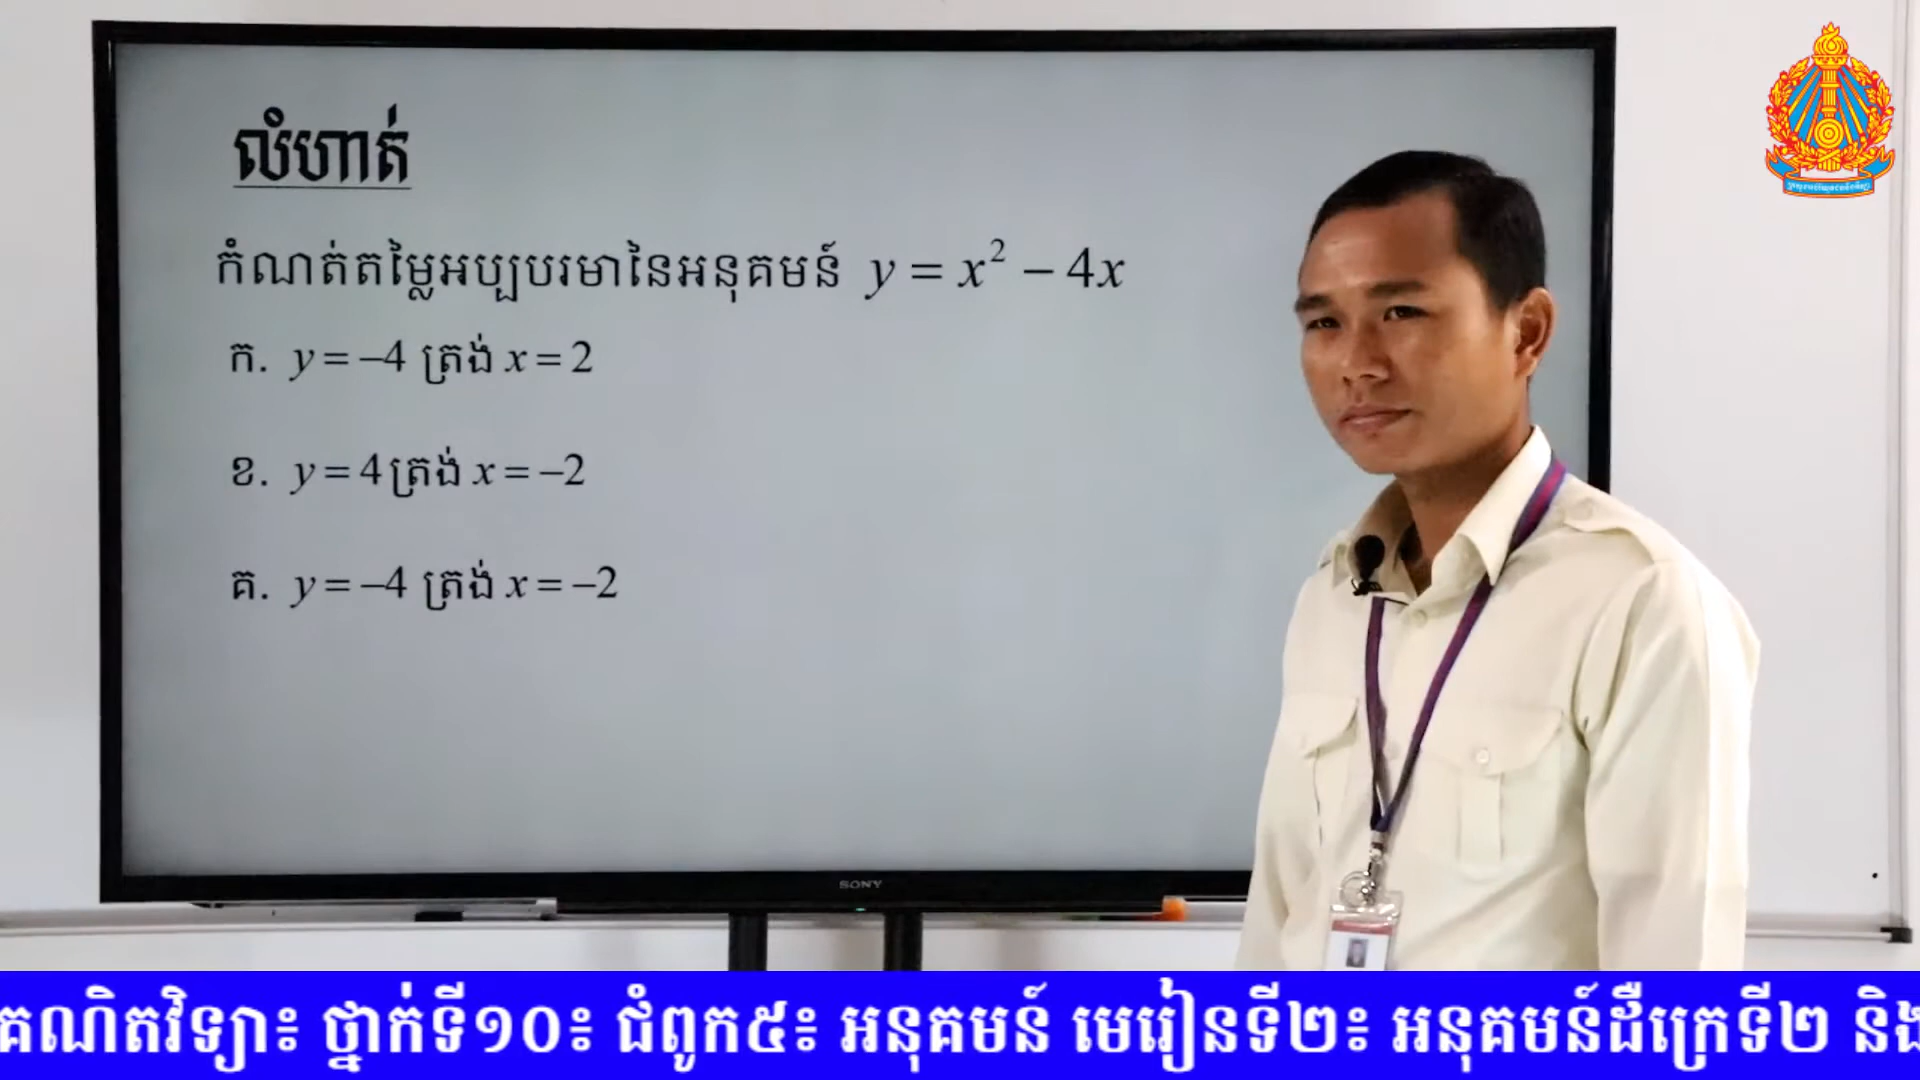 លំហាត់
កំណត់តម្លៃអប្បបរមានៃអនុគមន៍ y = x² − 4x
ក. y = −4 ត្រង់ x = 2
ខ. y = 4 ត្រង់ x = −2
គ. y = −4 ត្រង់ x = −2
SONY
គណិតវិទ្យា៖ ថ្នាក់ទី១០៖ ជំពូក៥៖ អនុគមន៍ មេរៀនទី២៖ អនុគមន៍ដឺក្រេទី២ និង